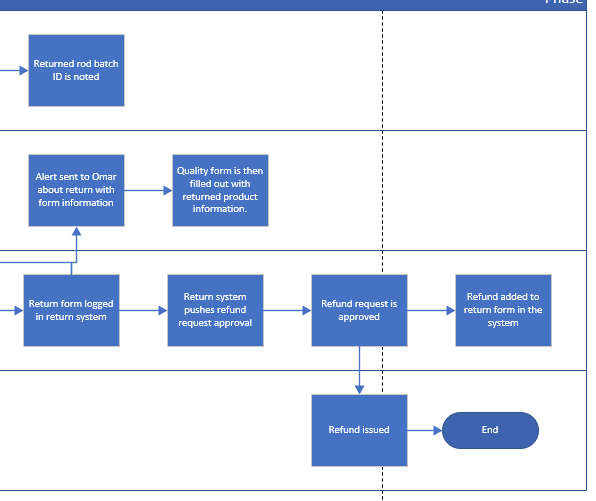 Phase
Returned rod batch
ID is noted
Alert sent to Omar
about return with
form information
Quality form is then
filled out with
returned product
information.
Return form logged
in return system
Return system
pushes refund
request approval
Refund request is
approved
Refund added to
return form in the
system
Refund issued
End